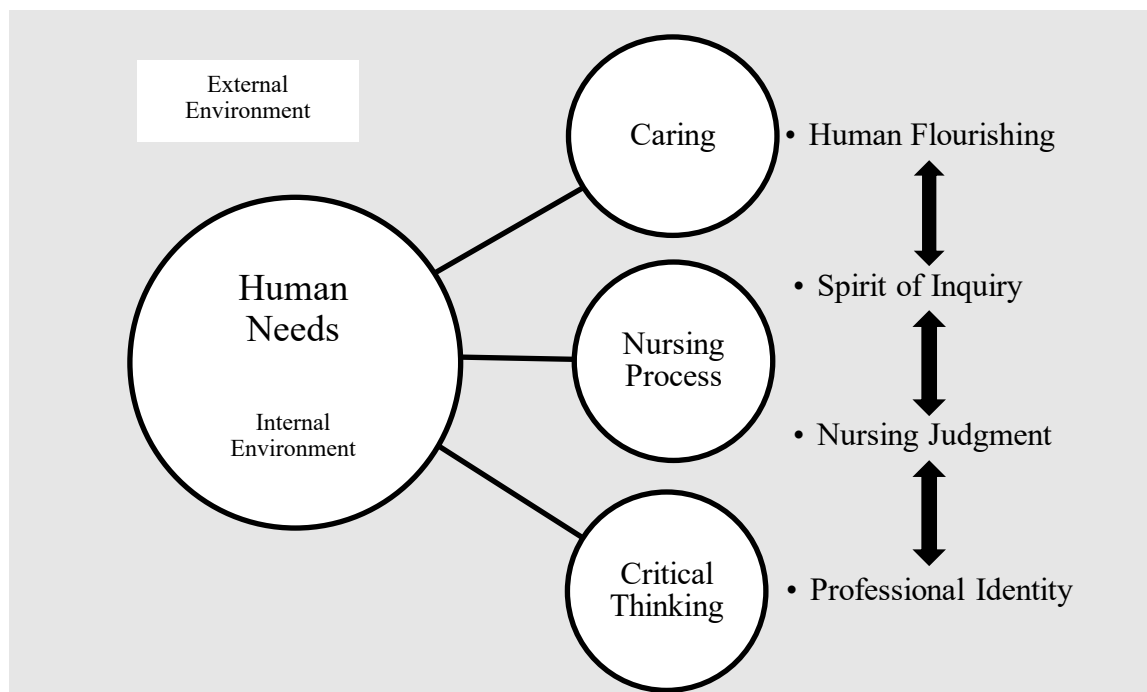 External
Environment
Caring
• Human Flourishing
Human
Needs
Internal
Environment
• Spirit of Inquiry
Nursing
Process
• Nursing Judgment
Critical
Thinking
• Professional Identity